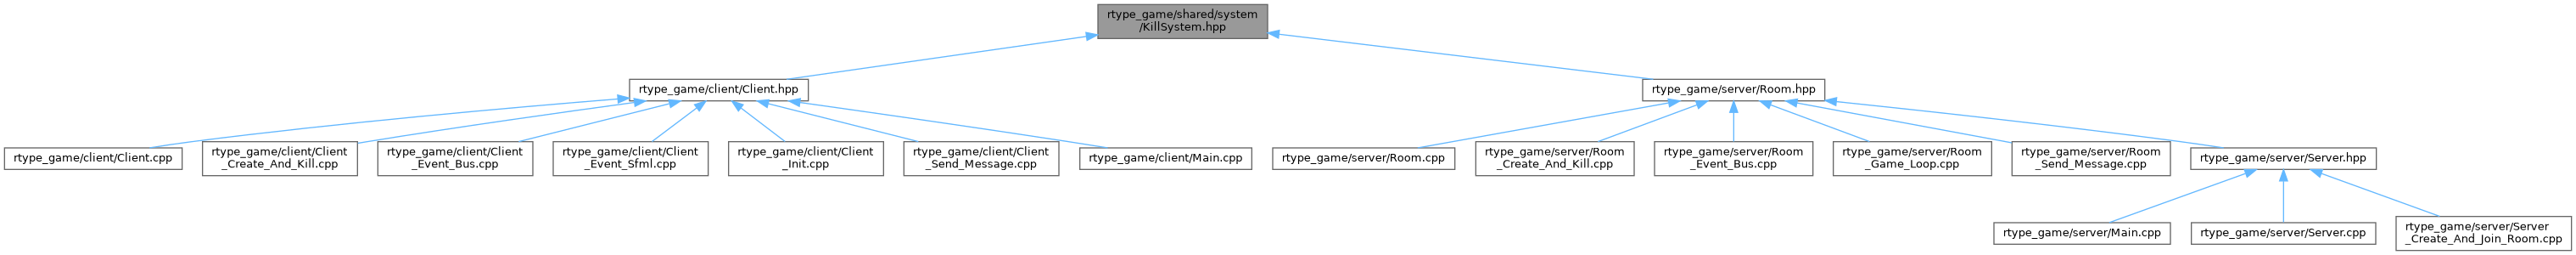 rtype_game/shared/system
/KillSystem.hpp
rtype_game/client/Client.hpp
rtype_game/server/Room.hpp
rtype_game/client/Client.cpp
rtype_game/client/Client
_Create_And_Kill.cpp
rtype_game/client/Client
_Event_Bus.cpp
rtype_game/client/Client
_Event_Sfml.cpp
rtype_game/client/Client
_Init.cpp
rtype_game/client/Client
_Send_Message.cpp
rtype_game/client/Main.cpp
rtype_game/server/Room.cpp
rtype_game/server/Room
_Create_And_Kill.cpp
rtype_game/server/Room
_Event_Bus.cpp
rtype_game/server/Room
_Game_Loop.cpp
rtype_game/server/Room
_Send_Message.cpp
rtype_game/server/Server.hpp
rtype_game/server/Main.cpp
rtype_game/server/Server.cpp
rtype_game/server/Server
_Create_And_Join_Room.cpp